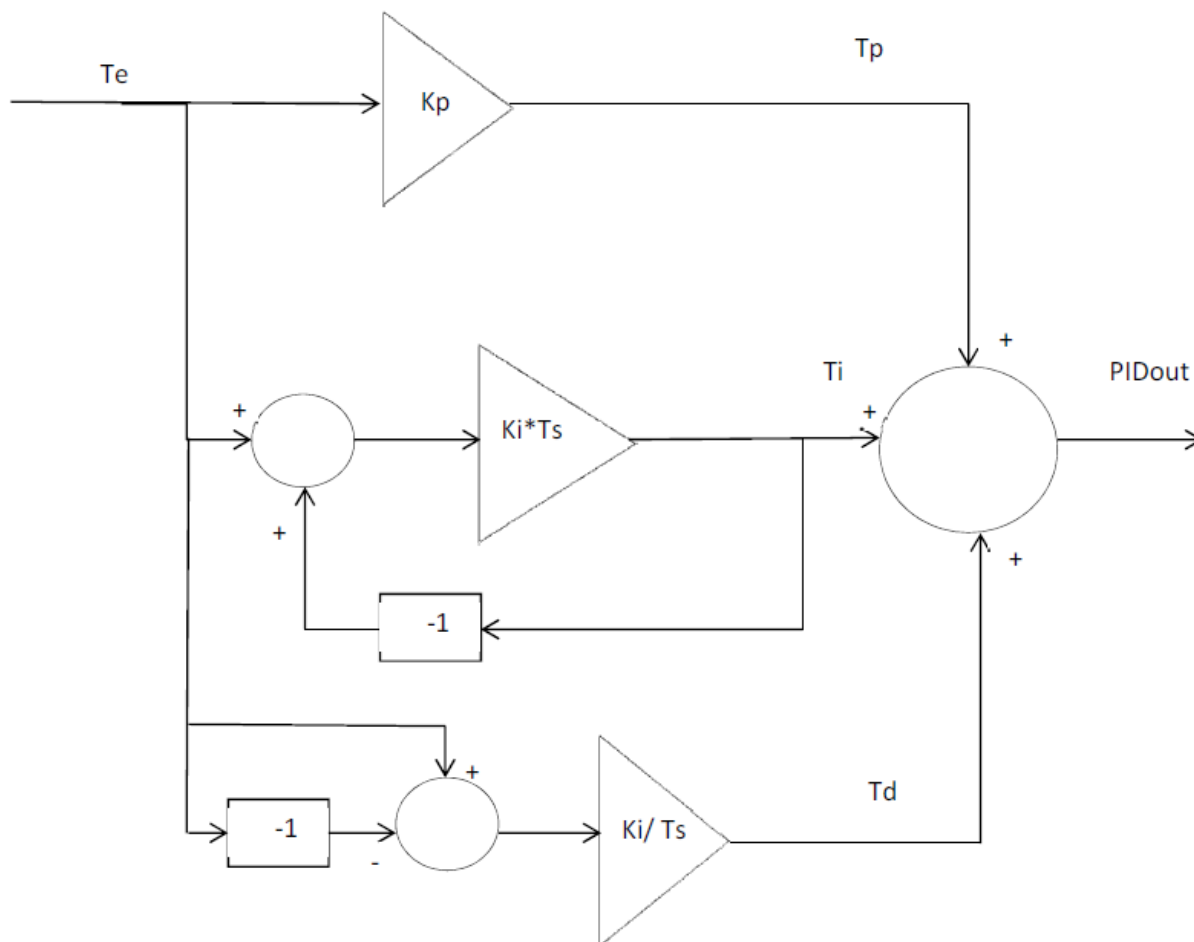 Te
Kp
Tp
+
PIDout
Ti
+
+
Ki*Ts
+
+
-1
+
Td
Ki/ Ts
-1
-